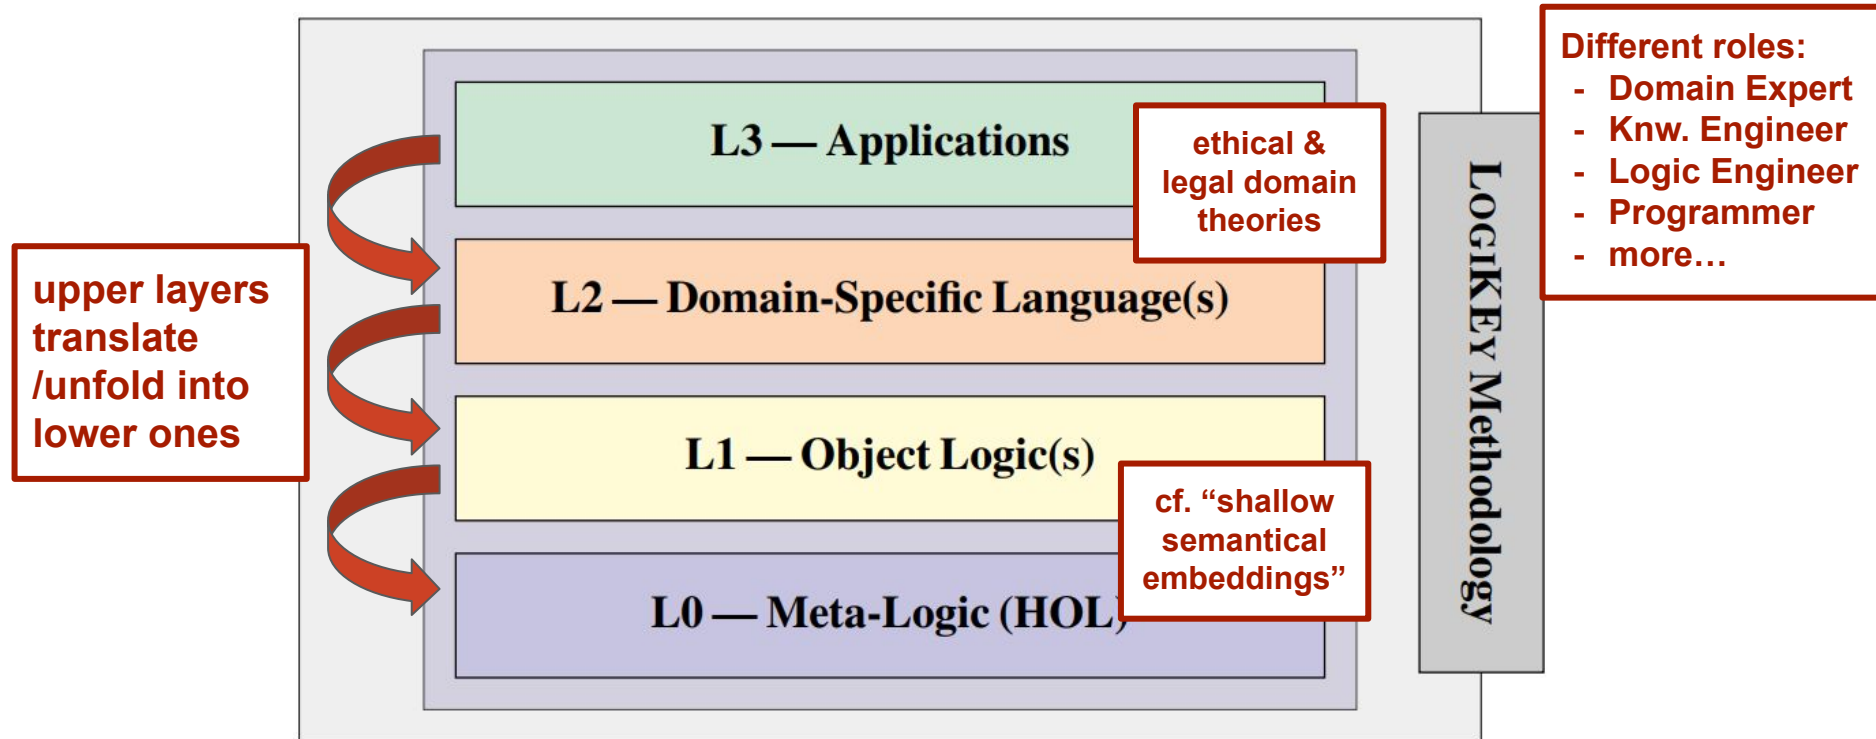 Different roles:
- Domain Expert
- Knw. Engineer
- Logic Engineer
- Programmer
- more…
L3 — Applications
ethical &
legal domain
theories
upper layers
translate
/unfold into
lower ones
L2 — Domain-Specific Language(s)
L1 — Object Logic(s)
cf. “shallow
semantical
embeddings”
L0 — Meta-Logic (HOL)
LOGIKEY Methodology